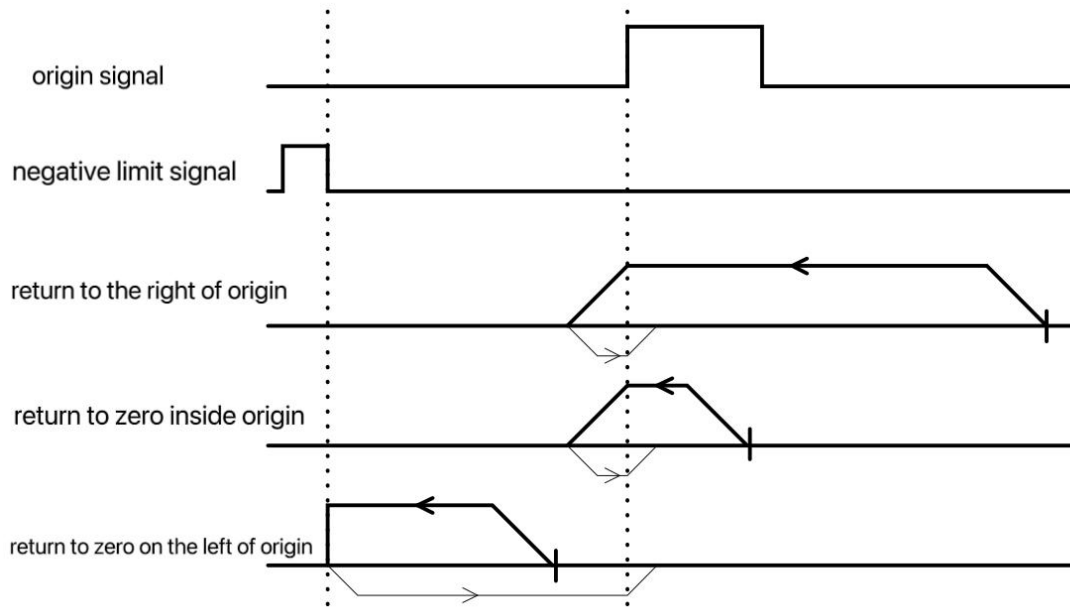 origin signal
negative limit signal
return to the right of origin
return to zero inside origin
return to zero on the left of origin